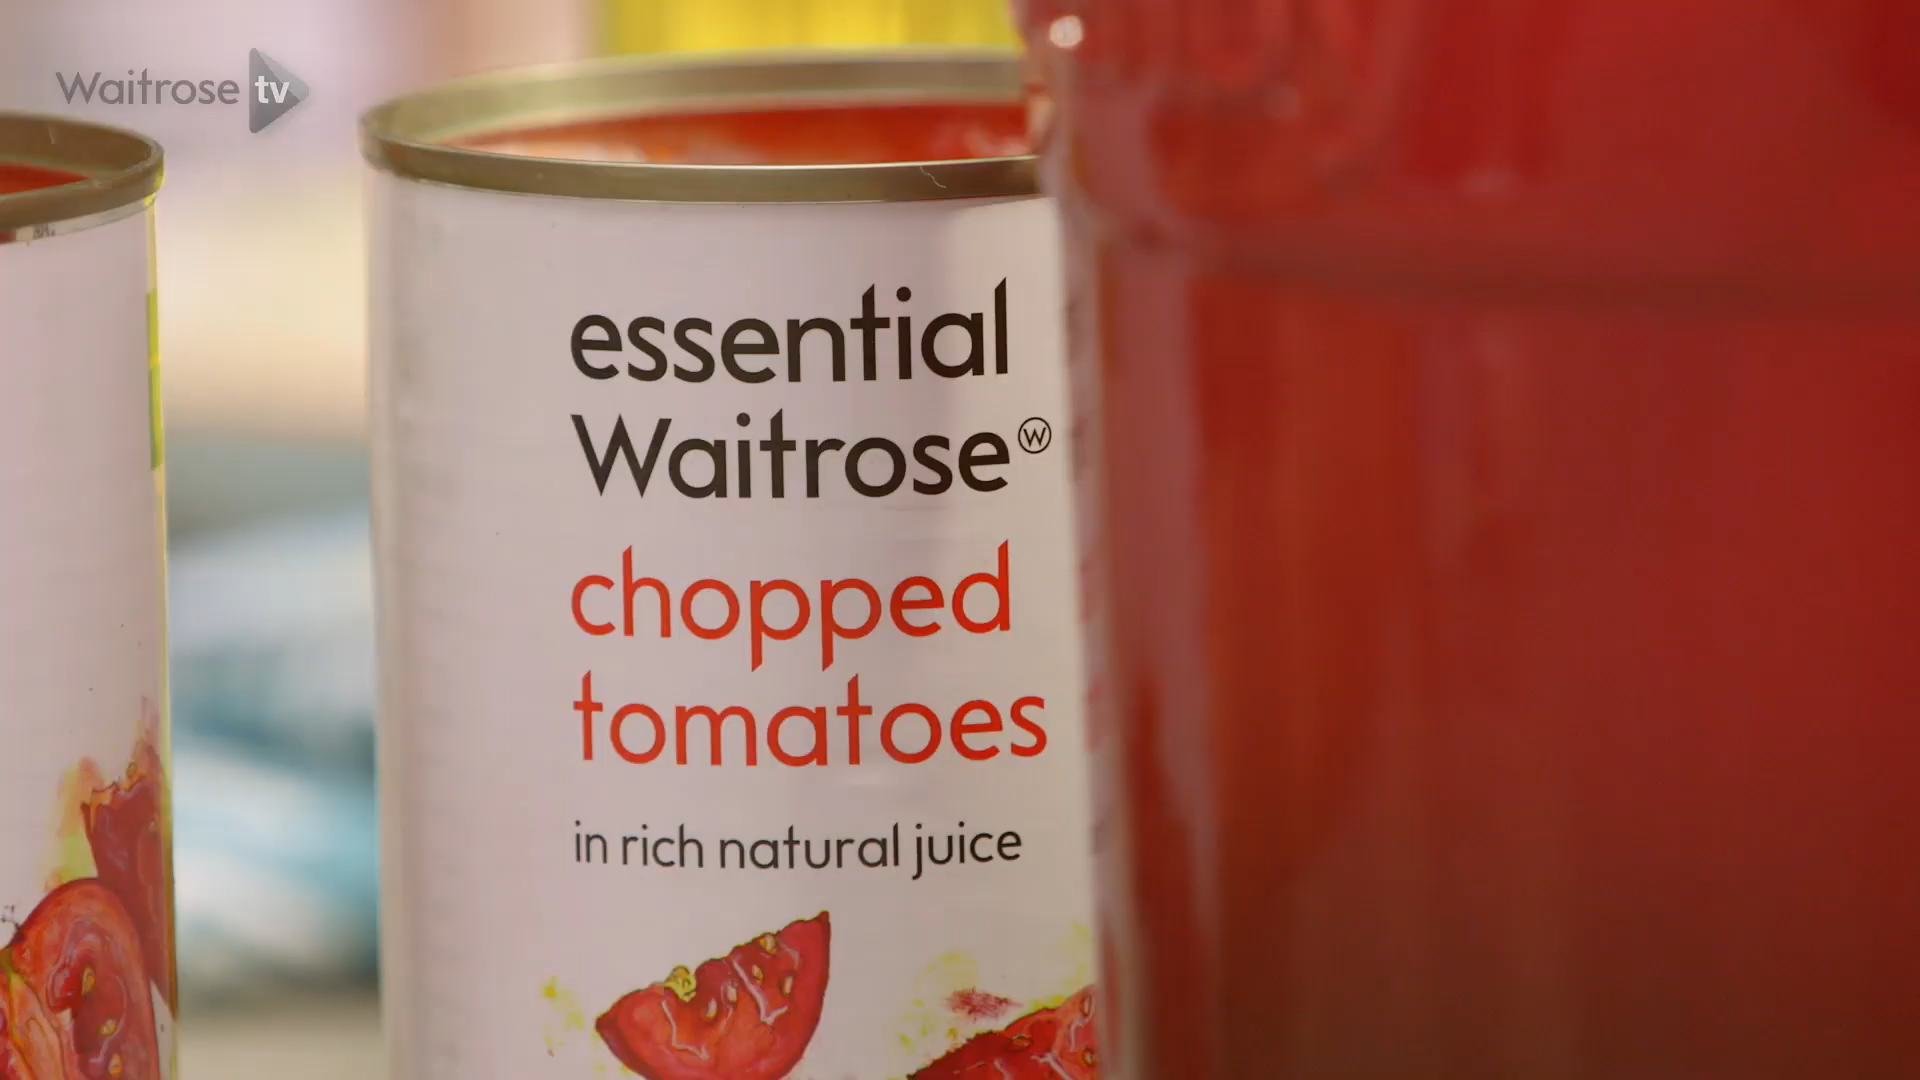 Waitrose tv
essential
Waitrose Ⓦ
chopped
tomatoes
in rich natural juice